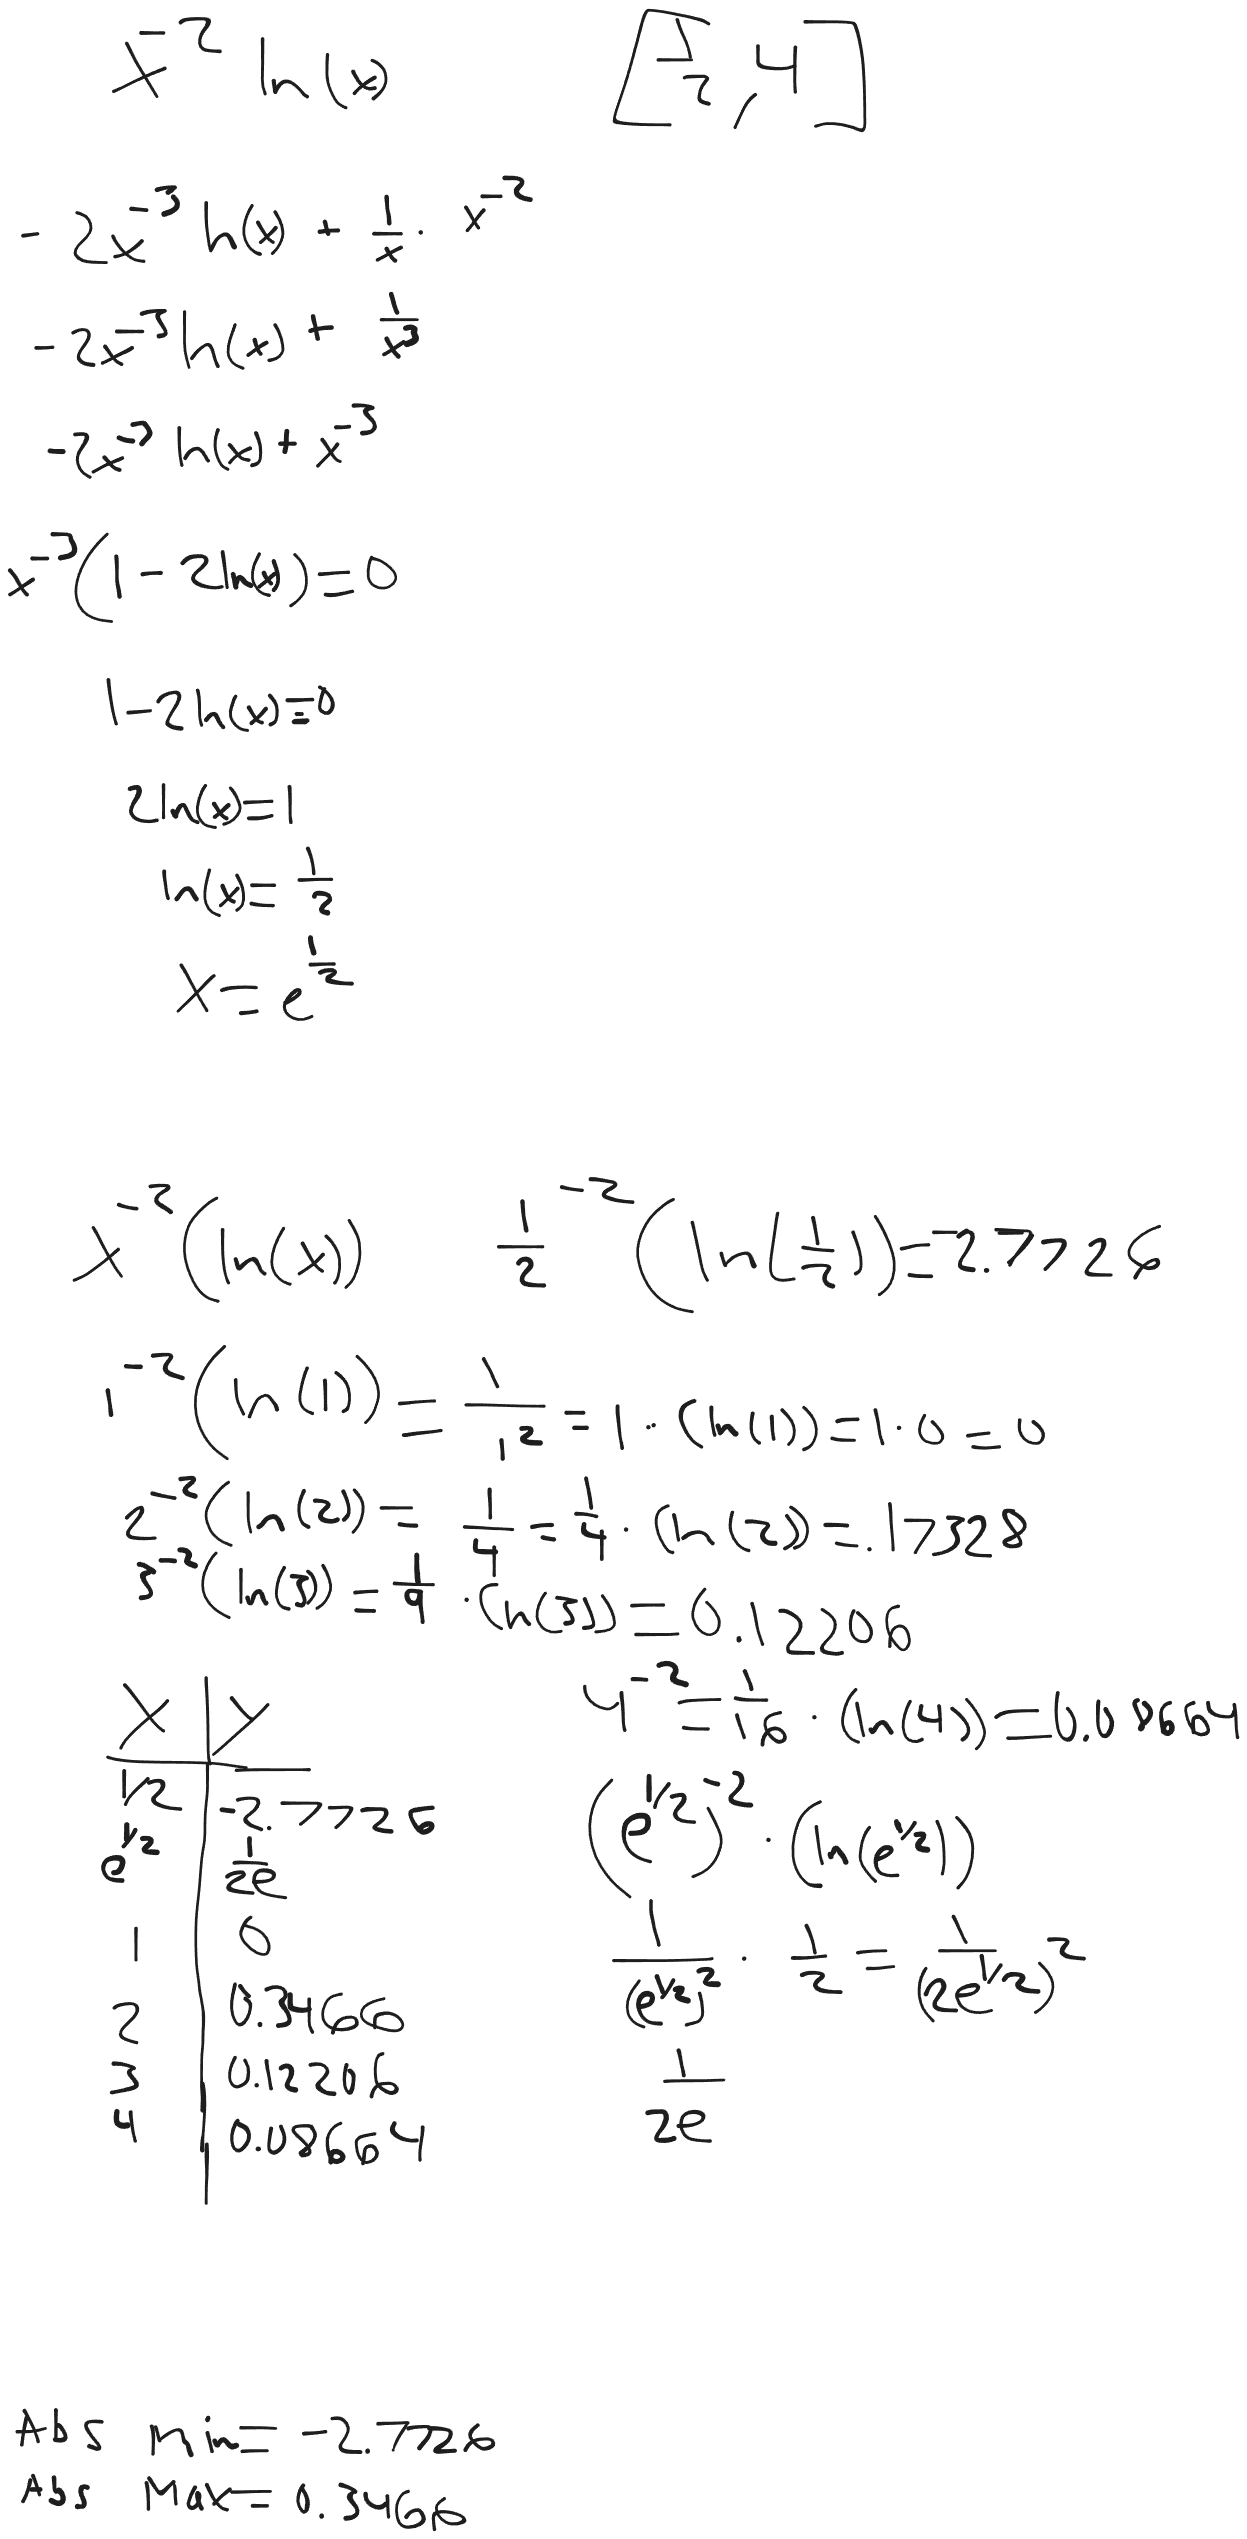 x⁻² ln(x) [1/2, 4]
-2x⁻³ ln(x) + 1/x · x⁻²
-2x⁻³ ln(x) + 1/x³
-2x⁻³ ln(x) + x⁻³
x⁻³(1 - 2ln(x)) = 0
1 - 2ln(x) = 0
2ln(x) = 1
ln(x) = 1/2
x = e^(1/2)
x⁻²(ln(x)) 1/2⁻²(ln(1/2)) = -2.7726
1⁻²(ln(1)) = 1/1² = 1 · (ln(1)) = 1 · 0 = 0
2⁻²(ln(2)) = 1/4 = 1/4 · (ln(2)) = .17328
3⁻²(ln(3)) = 1/9 · (ln(3)) = 0.12206
4⁻² = 1/16 · (ln(4)) = 0.08664
x | y
1/2 | -2.7726
e^(1/2) | 1/2e
1 | 0
2 | 0.3466
3 | 0.12206
4 | 0.08664
(e^(1/2))⁻² · (ln(e^(1/2)))
1/(e^(1/2))² · 1/2 = 1/(2e^(1/2))²
1/2e
Abs min = -2.7726
Abs Max = 0.3466